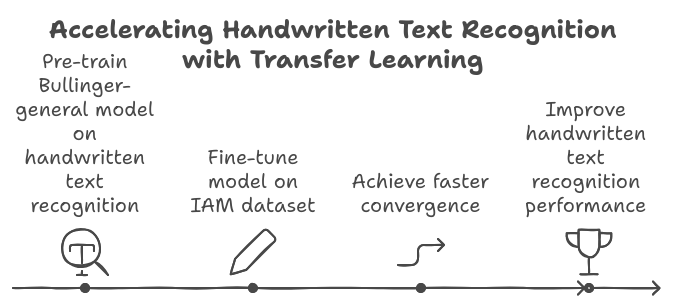 Accelerating Handwritten Text Recognition
with Transfer Learning
Pre-train
Bullinger-
general model
on
handwritten
text
recognition
Fine-tune
model on
IAM dataset
Achieve faster
convergence
Improve
handwritten
text
recognition
performance
T